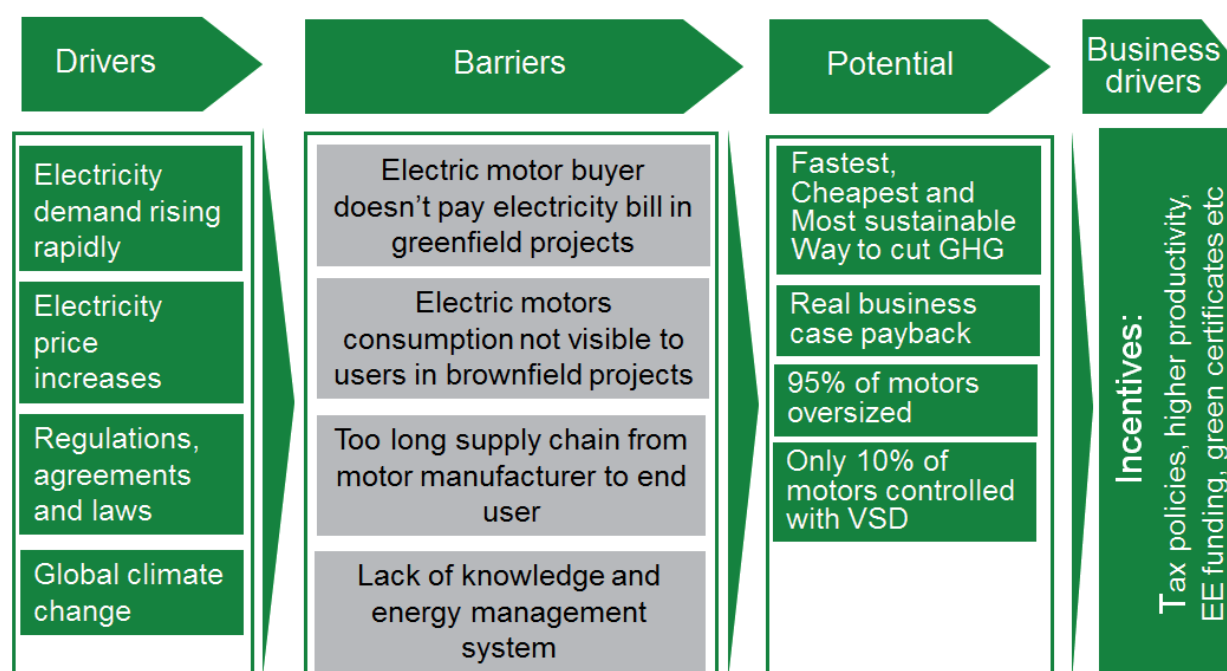 Drivers
Barriers
Potential
Business
drivers
Electricity
demand rising
rapidly
Electricity
price
increases
Regulations,
agreements
and laws
Global climate
change
Electric motor buyer
doesn’t pay electricity bill in
greenfield projects
Electric motors
consumption not visible to
users in brownfield projects
Too long supply chain from
motor manufacturer to end
user
Lack of knowledge and
energy management
system
Fastest,
Cheapest and
Most sustainable
Way to cut GHG
Real business
case payback
95% of motors
oversized
Only 10% of
motors controlled
with VSD
Incentives:
Tax policies, higher productivity,
EE funding, green certificates etc